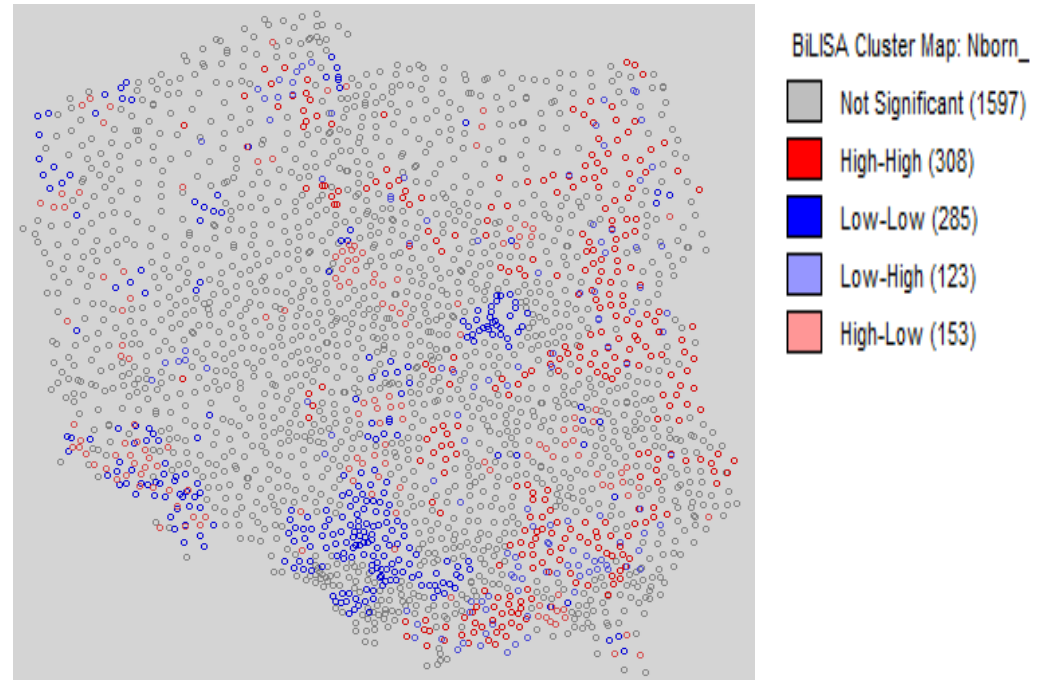 BiLISA Cluster Map: Nborn_
Not Significant (1597)
High-High (308)
Low-Low (285)
Low-High (123)
High-Low (153)